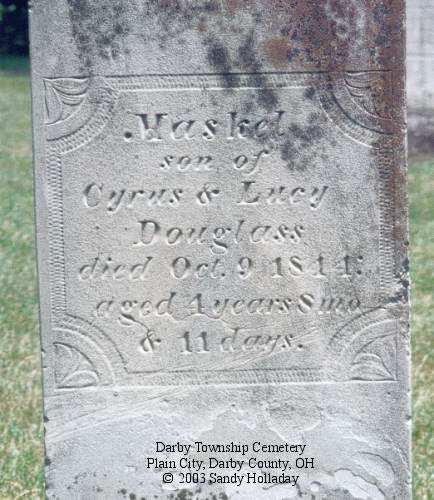 Maskel
son of
Cyrus & Lucy
Douglass
died Oct. 9 1844:
aged 4 years 8 mo
& 11 days.
Darby Township Cemetery
Plain City, Darby County, OH
© 2003 Sandy Holladay